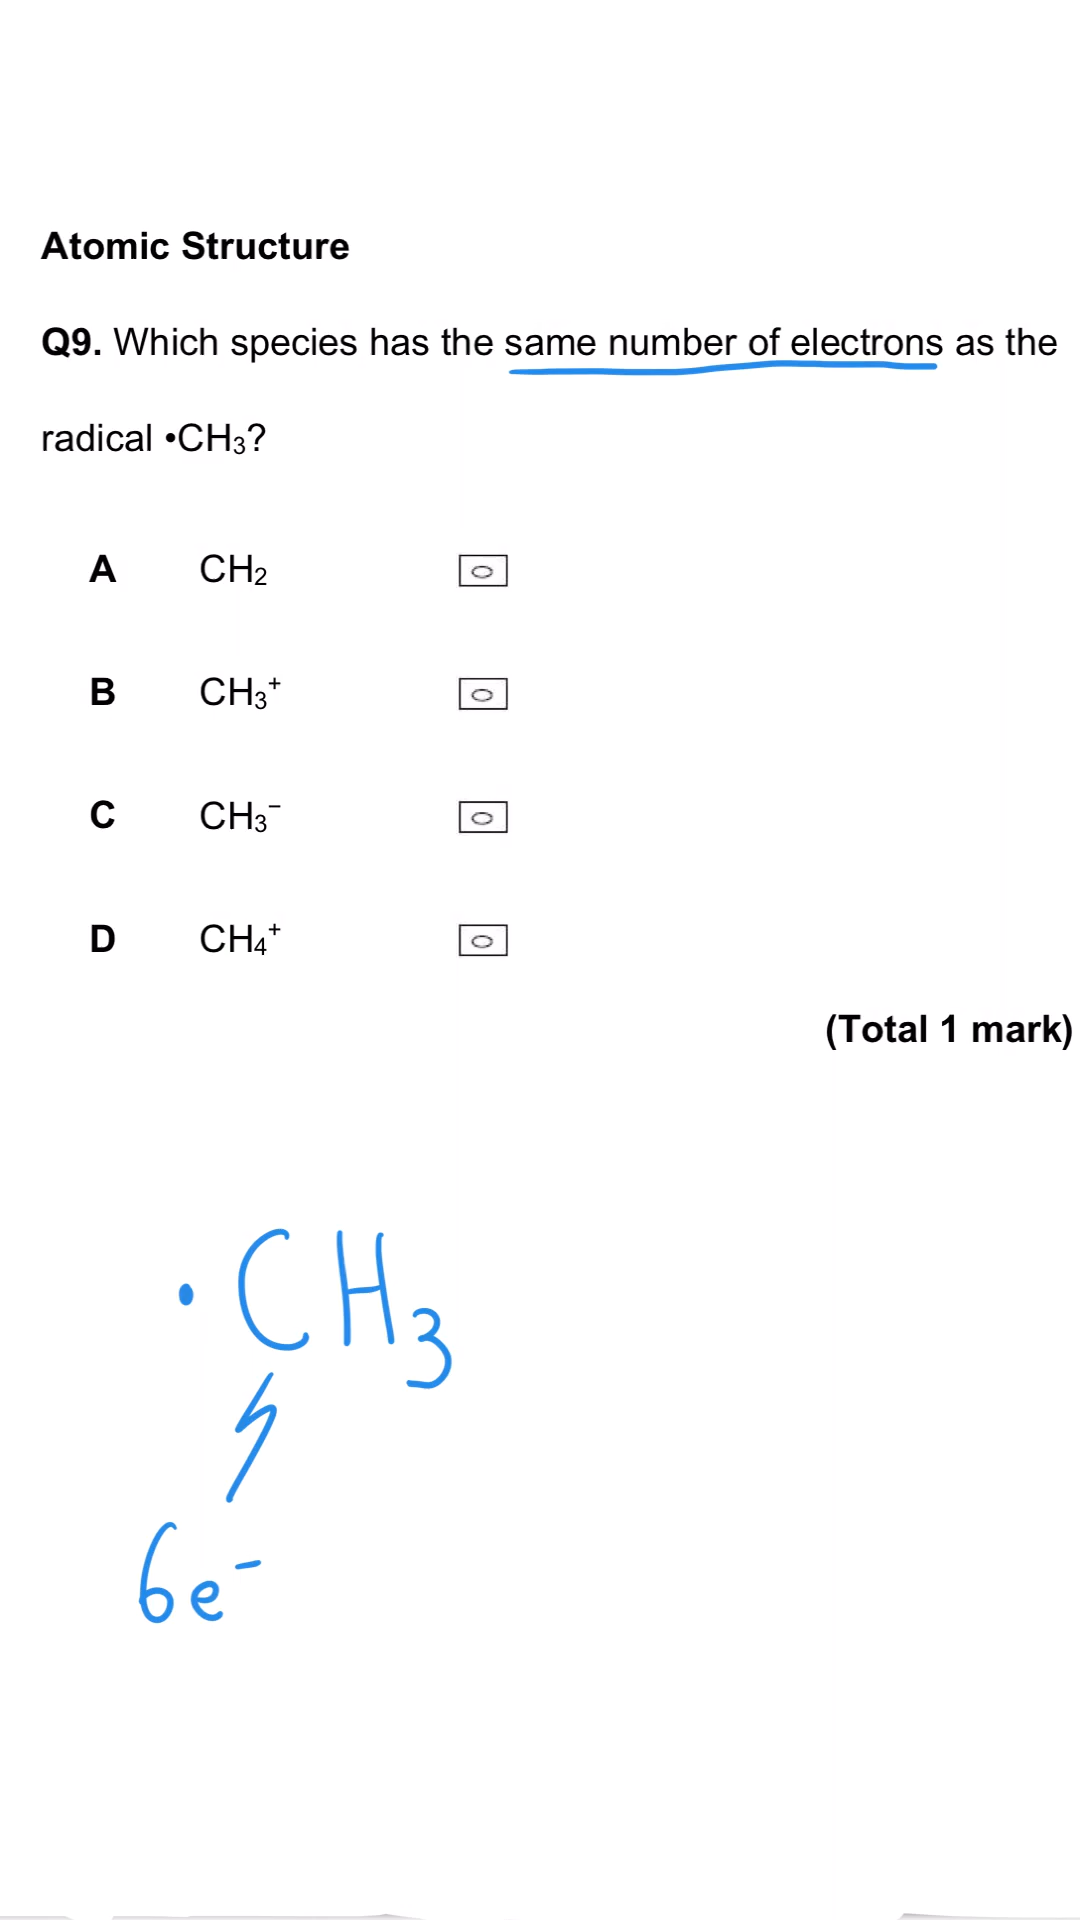 Atomic Structure
Q9. Which species has the same number of electrons as the
radical •CH₃?
A CH₂
B CH₃⁺
C CH₃⁻
D CH₄⁺
(Total 1 mark)
·CH₃
6e⁻